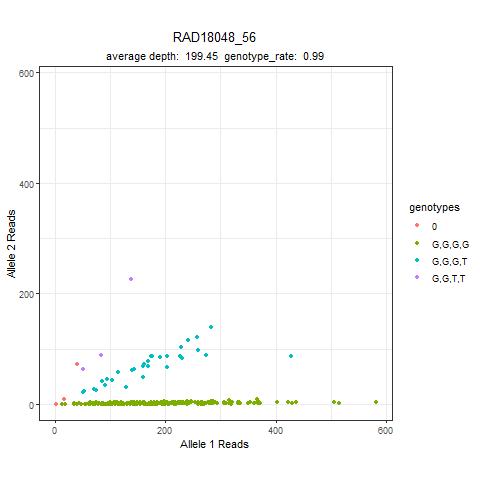 RAD18048_56
average depth: 199.45 genotype_rate: 0.99
600
400
200
0
Allele 2 Reads
0 200 400 600
Allele 1 Reads
genotypes
0
G,G,G,G
G,G,G,T
G,G,T,T